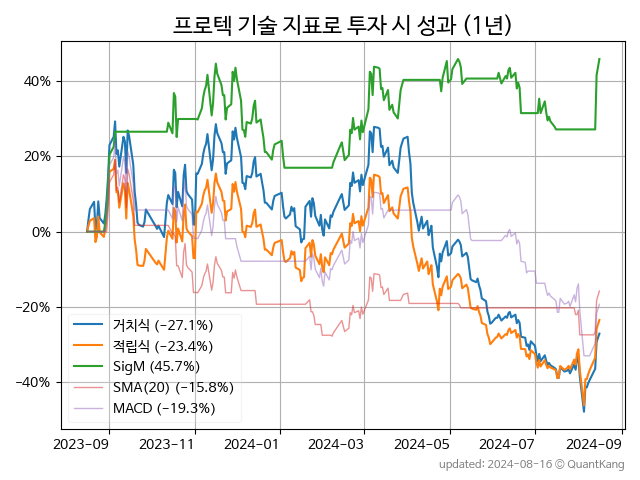 프로텍 기술 지표로 투자 시 성과 (1년)
40%
20%
0%
−20%
−40%
거치식 (−27.1%)
적립식 (−23.4%)
SigM (45.7%)
SMA(20) (−15.8%)
MACD (−19.3%)
2023-09 2023-11 2024-01 2024-03 2024-05 2024-07 2024-09
updated: 2024-08-16 @ QuantKang